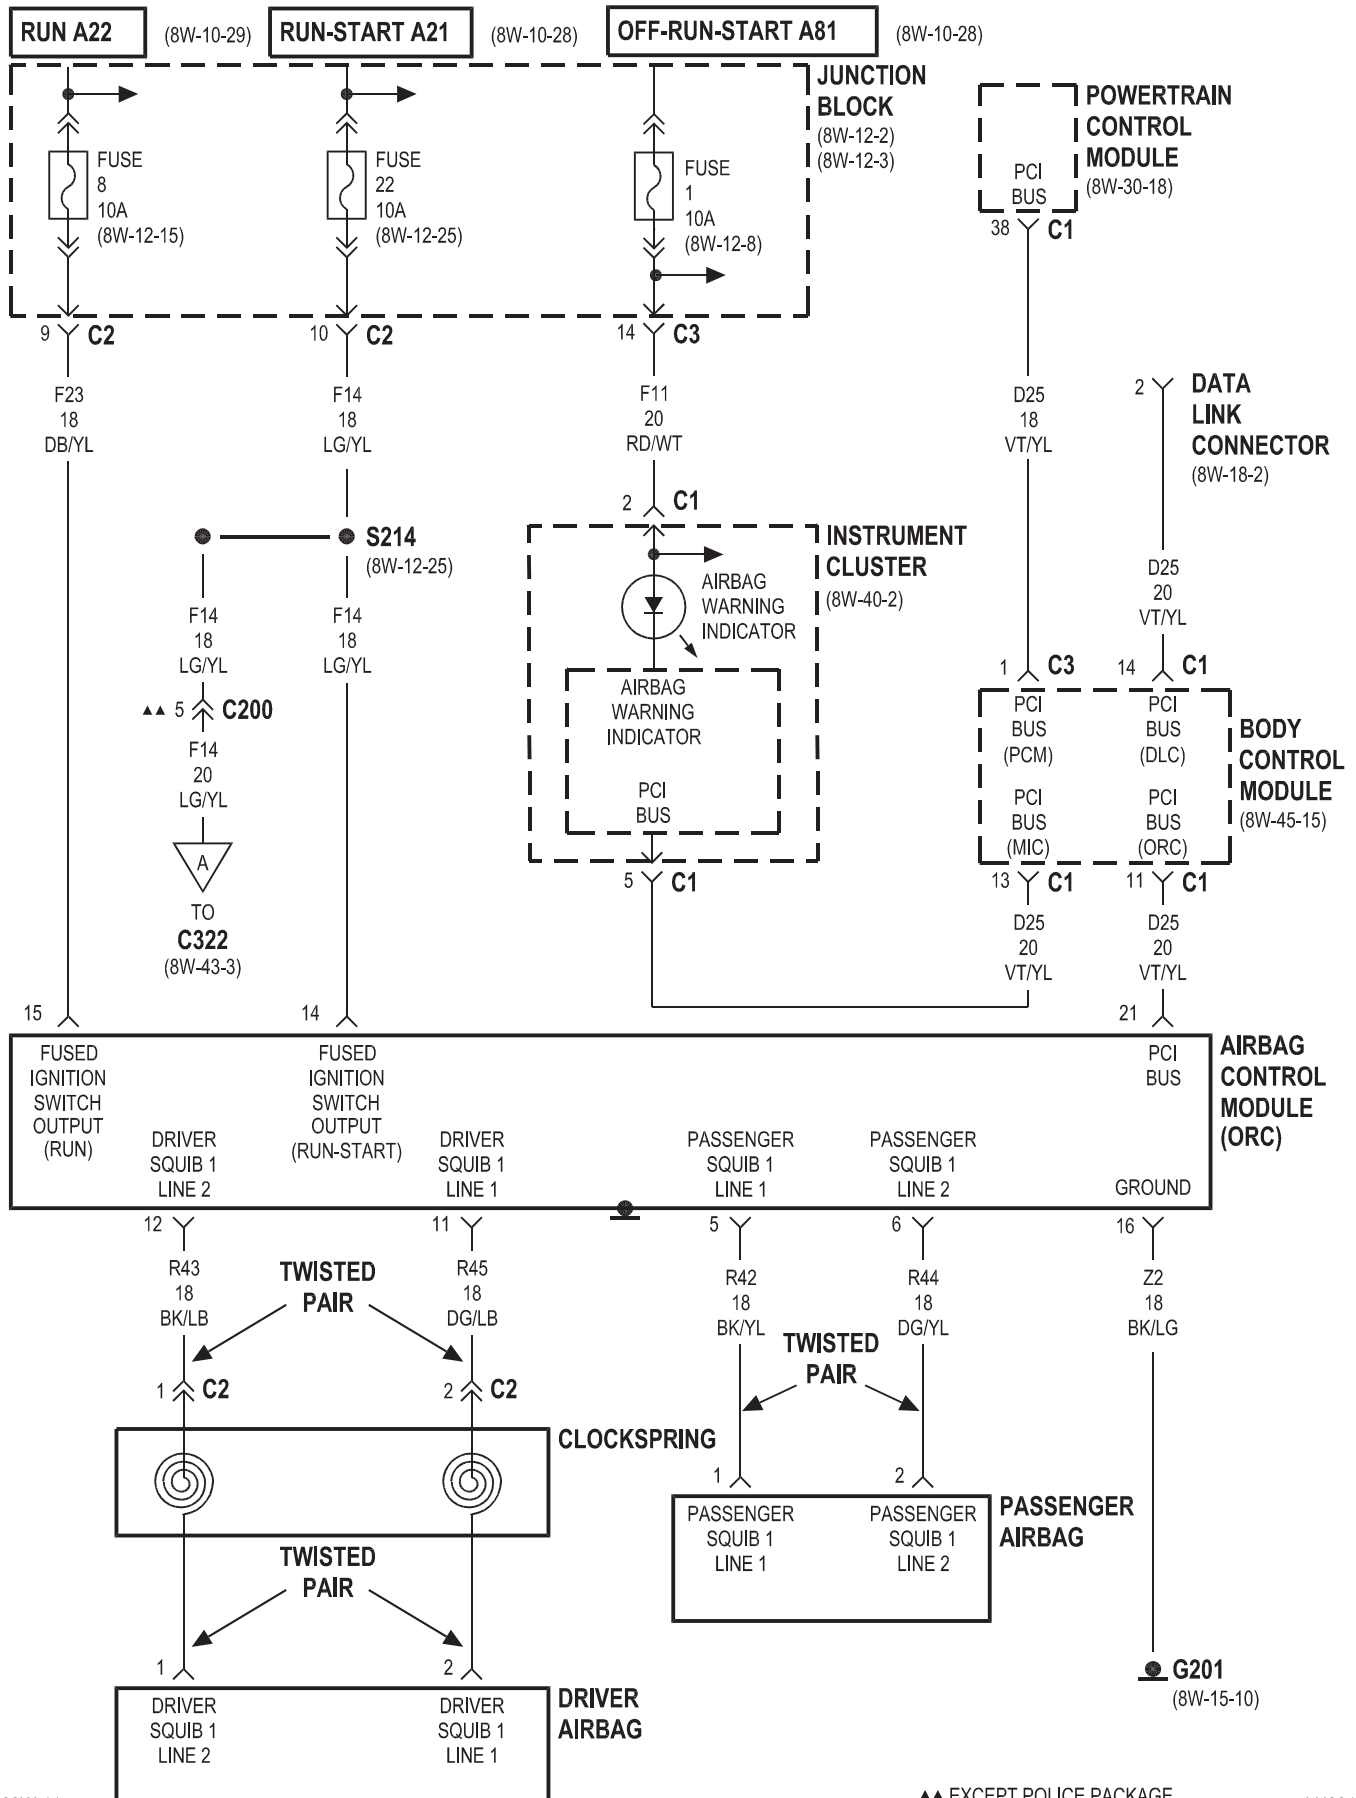 RUN A22
(8W-10-29)
RUN-START A21
(8W-10-28)
OFF-RUN-START A81
(8W-10-28)
JUNCTION
BLOCK
(8W-12-2)
(8W-12-3)
FUSE
8
10A
(8W-12-15)
FUSE
22
10A
(8W-12-25)
FUSE
1
10A
(8W-12-8)
POWERTRAIN
CONTROL
MODULE
(8W-30-18)
PCI
BUS
38
C1
9
C2
10
C2
14
C3
F23
18
DB/YL
F14
18
LG/YL
F11
20
RD/WT
D25
18
VT/YL
2
DATA
LINK
CONNECTOR
(8W-18-2)
2
C1
S214
(8W-12-25)
INSTRUMENT
CLUSTER
(8W-40-2)
AIRBAG
WARNING
INDICATOR
D25
20
VT/YL
F14
18
LG/YL
F14
18
LG/YL
1
C3
14
C1
▲▲ 5
C200
F14
20
LG/YL
AIRBAG
WARNING
INDICATOR
PCI
BUS
PCI
BUS
(PCM)
PCI
BUS
(DLC)
PCI
BUS
(MIC)
PCI
BUS
(ORC)
BODY
CONTROL
MODULE
(8W-45-15)
A
TO
C322
(8W-43-3)
5
C1
13
C1
11
C1
D25
20
VT/YL
D25
20
VT/YL
15
14
21
FUSED
IGNITION
SWITCH
OUTPUT
(RUN)
FUSED
IGNITION
SWITCH
OUTPUT
(RUN-START)
PCI
BUS
AIRBAG
CONTROL
MODULE
(ORC)
DRIVER
SQUIB 1
LINE 2
DRIVER
SQUIB 1
LINE 1
PASSENGER
SQUIB 1
LINE 1
PASSENGER
SQUIB 1
LINE 2
GROUND
12
11
5
6
16
R43
18
BK/LB
TWISTED
PAIR
R45
18
DG/LB
R42
18
BK/YL
R44
18
DG/YL
Z2
18
BK/LG
TWISTED
PAIR
1
C2
2
C2
CLOCKSPRING
1
2
PASSENGER
SQUIB 1
LINE 1
PASSENGER
SQUIB 1
LINE 2
PASSENGER
AIRBAG
TWISTED
PAIR
1
2
G201
(8W-15-10)
DRIVER
SQUIB 1
LINE 2
DRIVER
SQUIB 1
LINE 1
DRIVER
AIRBAG
▲▲ EXCEPT POLICE PACKAGE